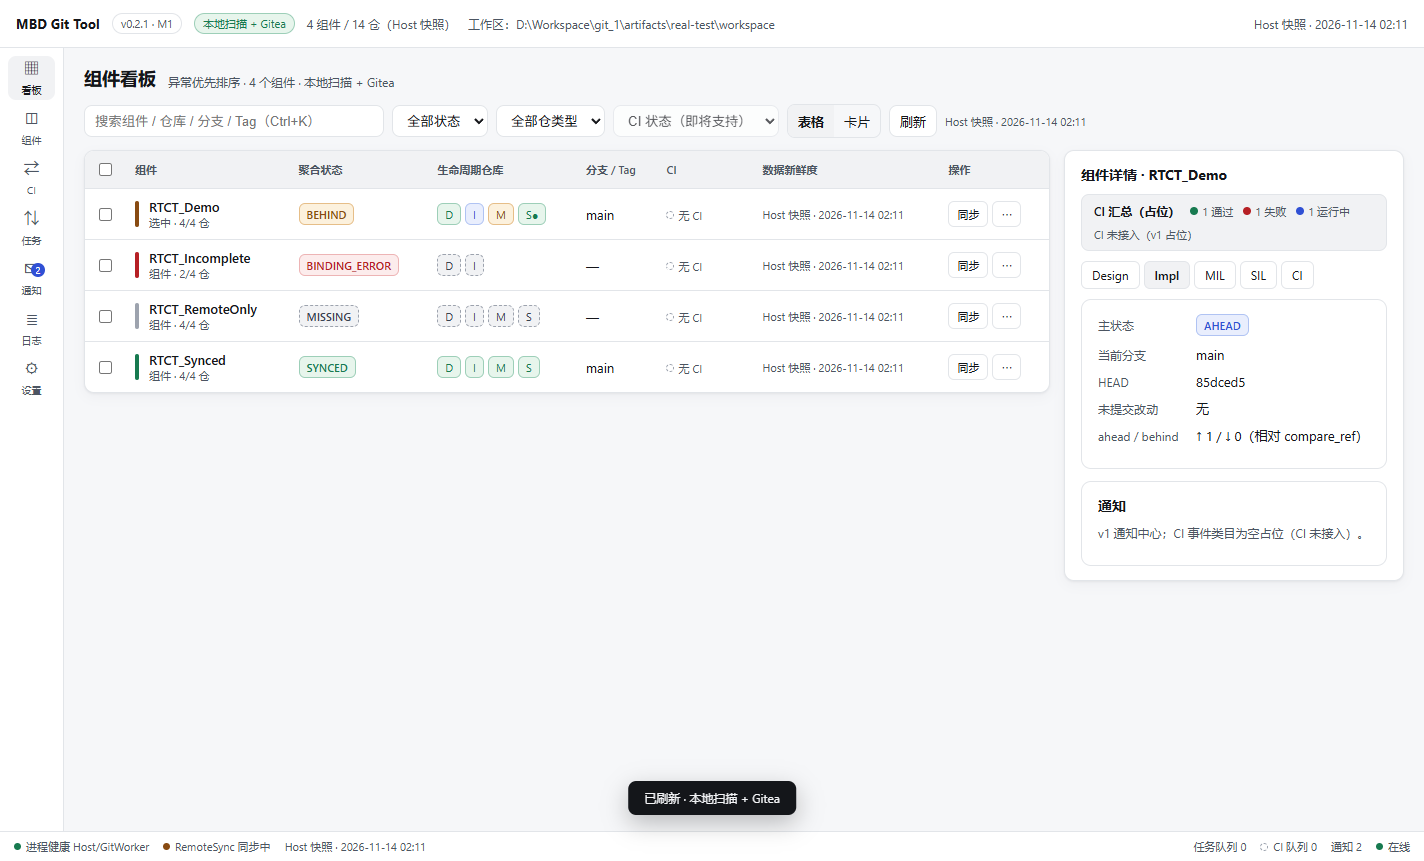 MBD Git Tool v0.2.1 · M1 本地扫描 + Gitea 4 组件 / 14 仓（Host 快照） 工作区：D:\Workspace\git_1\artifacts\real-test\workspace Host 快照 · 2026-11-14 02:11
看板
组件
CI
任务
2
通知
日志
设置
组件看板 异常优先排序 · 4 个组件 · 本地扫描 + Gitea
搜索组件 / 仓库 / 分支 / Tag（Ctrl+K） 全部状态 全部仓类型 CI 状态（即将支持） 表格 卡片 刷新 Host 快照 · 2026-11-14 02:11
组件 聚合状态 生命周期仓库 分支 / Tag CI 数据新鲜度 操作
RTCT_Demo BEHIND D I M S● main 无 CI Host 快照 · 2026-11-14 02:11 同步 ···
选中 · 4/4 仓
RTCT_Incomplete BINDING_ERROR D I — 无 CI Host 快照 · 2026-11-14 02:11 同步 ···
组件 · 2/4 仓
RTCT_RemoteOnly MISSING D I M S — 无 CI Host 快照 · 2026-11-14 02:11 同步 ···
组件 · 4/4 仓
RTCT_Synced SYNCED D I M S main 无 CI Host 快照 · 2026-11-14 02:11 同步 ···
组件 · 4/4 仓
组件详情 · RTCT_Demo
CI 汇总（占位） 1 通过 1 失败 1 运行中
CI 未接入（v1 占位）
Design Impl MIL SIL CI
主状态 AHEAD
当前分支 main
HEAD 85dced5
未提交改动 无
ahead / behind ↑ 1 / ↓ 0（相对 compare_ref）
通知
v1 通知中心；CI 事件类目为空占位（CI 未接入）。
已刷新 · 本地扫描 + Gitea
进程健康 Host/GitWorker RemoteSync 同步中 Host 快照 · 2026-11-14 02:11 任务队列 0 CI 队列 0 通知 2 在线